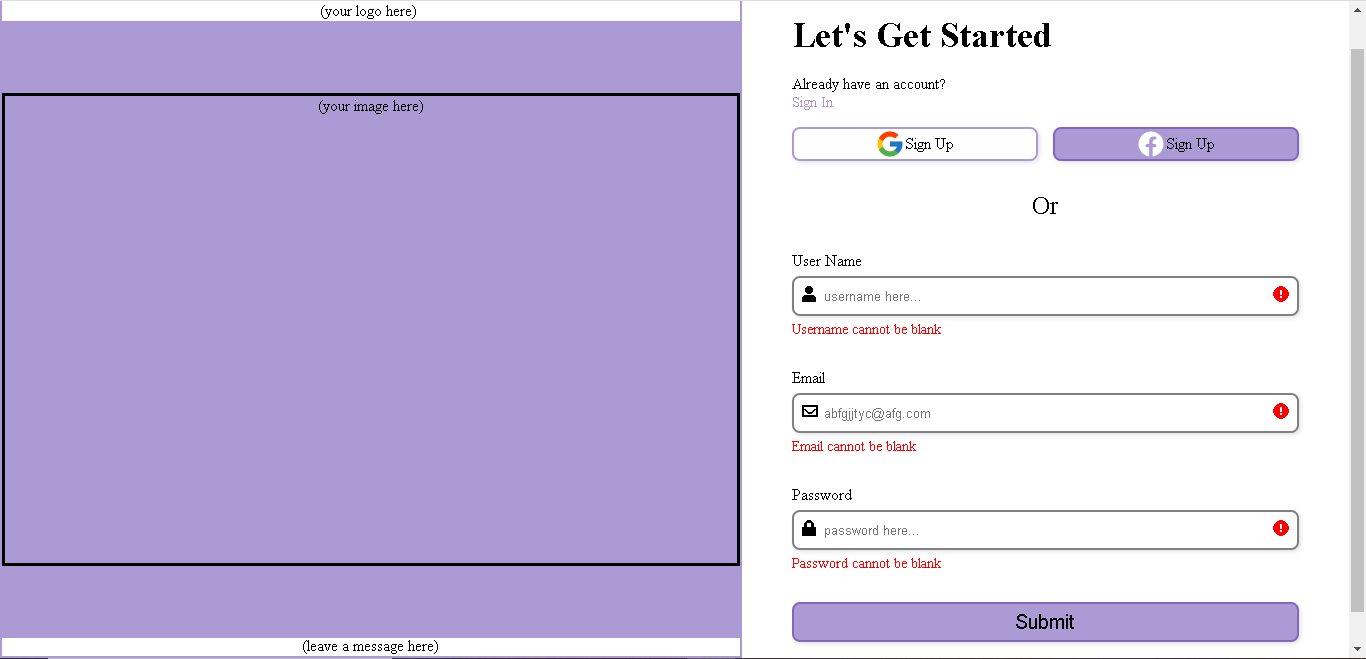 (your logo here)
(your image here)
(leave a message here)
Let's Get Started
Already have an account?
Sign In
Sign Up
Sign Up
Or
User Name
username here...
Username cannot be blank
Email
abfgjjtyc@afg.com
Email cannot be blank
Password
password here...
Password cannot be blank
Submit